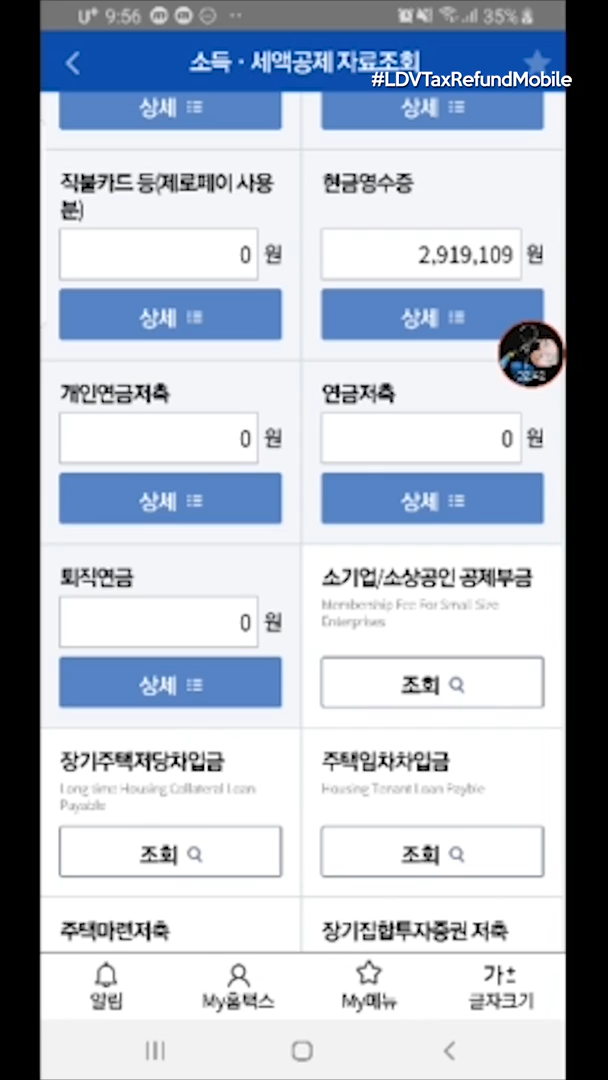 U+ 9:56 35%
소득·세액공제 자료조회
#LDVTaxRefundMobile
상세 상세
직불카드 등(제로페이 사용
분)
0 원
상세
현금영수증
2,919,109 원
상세
개인연금저축
0 원
상세
연금저축
0 원
상세
퇴직연금
0 원
상세
소기업/소상공인 공제부금
Membership Fee For Small Size
Enterprises
조회
장기주택저당차입금
Long time Housing Collateral Loan
Payable
조회
주택임차차입금
Housing Tenant Loan Payble
조회
주택마련저축
장기집합투자증권 저축
알림 My홈택스 My메뉴 가± 글자크기